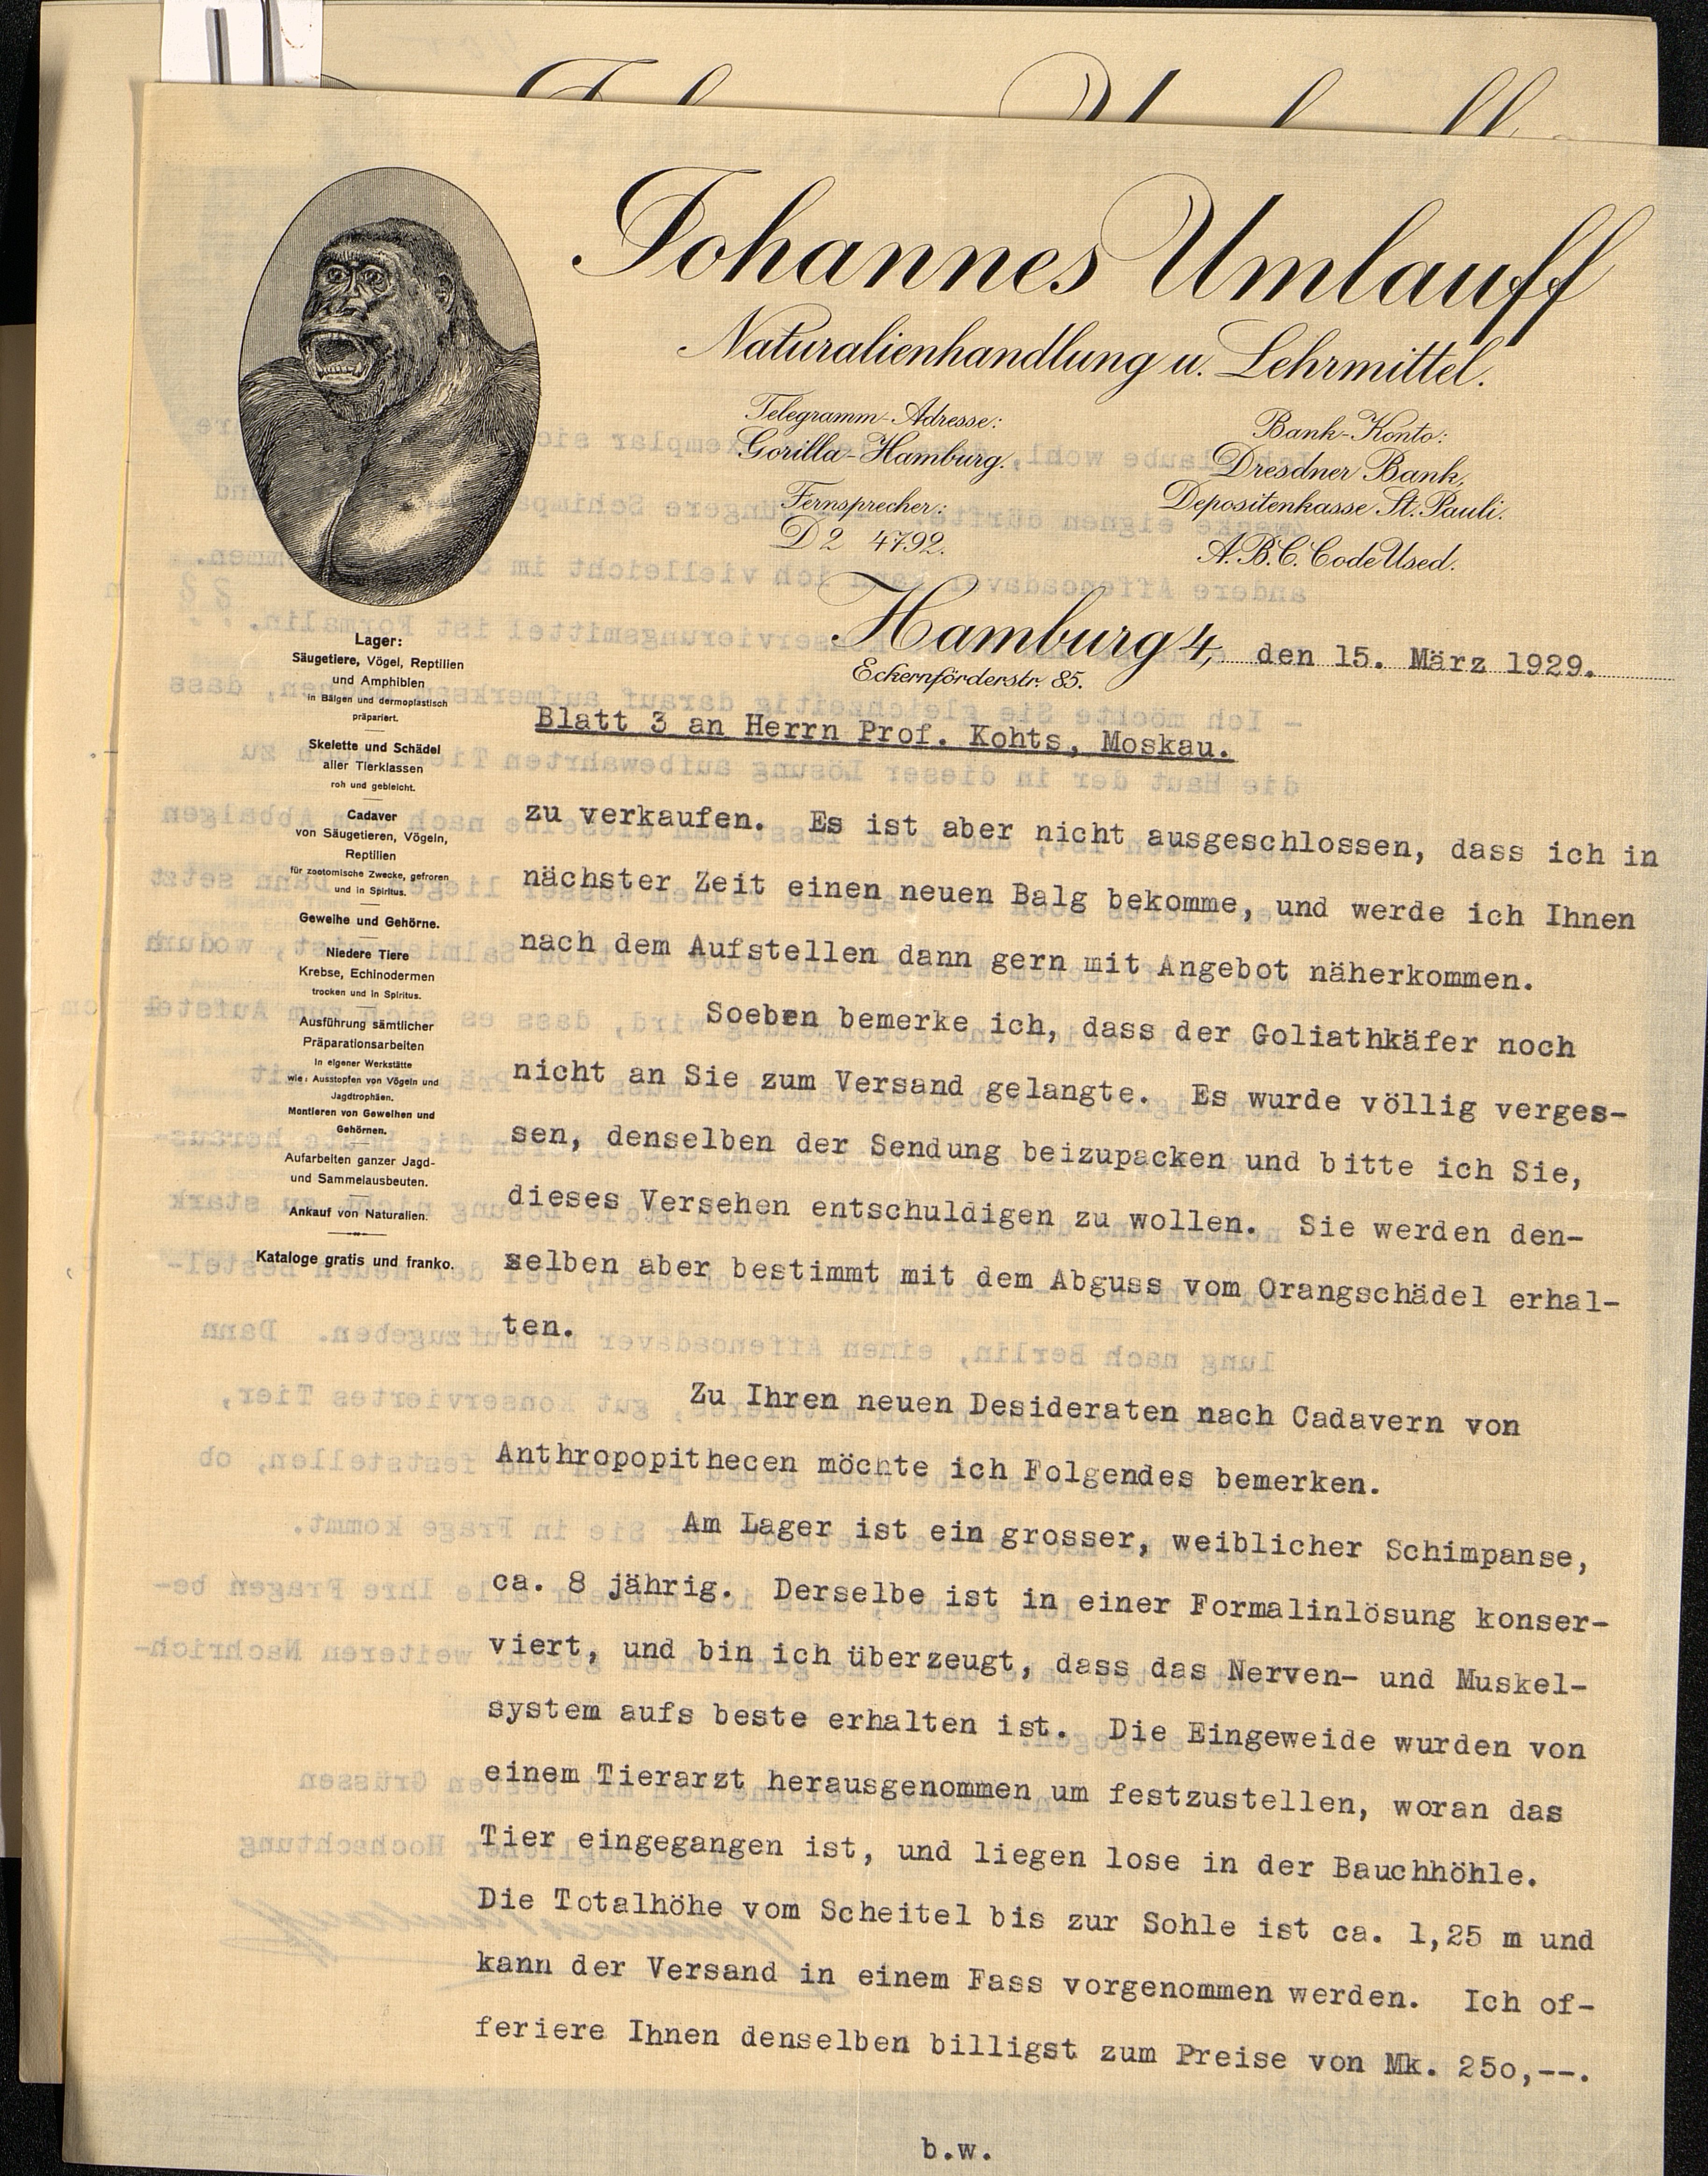 Johannes Umlauff
Naturalienhandlung u. Lehrmittel.
Telegramm-Adresse:
Gorilla-Hamburg.
Fernsprecher:
D 2 4792.
Bank-Konto:
Dresdner Bank,
Depositenkasse St. Pauli.
A.B.C. Code Used.
Hamburg 4, den 15. März 1929.
Eckernförderstr. 85.
Lager:
Säugetiere, Vögel, Reptilien
und Amphibien
in Bälgen und dermoplastisch
präpariert.
Skelette und Schädel
aller Tierklassen
roh und gebleicht.
Cadaver
von Säugetieren, Vögeln,
Reptilien
für zootomische Zwecke, gefroren
und in Spiritus.
Geweihe und Gehörne.
Niedere Tiere
Krebse, Echinodermen
trocken und in Spiritus.
Ausführung sämtlicher
Präparationsarbeiten
in eigener Werkstätte
wie: Ausstopfen von Vögeln und
Jagdtrophäen.
Montieren von Geweihen und
Gehörnen.
Aufarbeiten ganzer Jagd-
und Sammelausbeuten.
Ankauf von Naturalien.
Kataloge gratis und franko.
Blatt 3 an Herrn Prof. Kohts, Moskau.
zu verkaufen. Es ist aber nicht ausgeschlossen, dass ich in
nächster Zeit einen neuen Balg bekomme, und werde ich Ihnen
nach dem Aufstellen dann gern mit Angebot näherkommen.
Soeben bemerke ich, dass der Goliathkäfer noch
nicht an Sie zum Versand gelangte. Es wurde völlig verges-
sen, denselben der Sendung beizupacken und bitte ich Sie,
dieses Versehen entschuldigen zu wollen. Sie werden den-
selben aber bestimmt mit dem Abguss vom Orangschädel erhal-
ten.
Zu Ihren neuen Desideraten nach Cadavern von
Anthropopithecen möchte ich Folgendes bemerken.
Am Lager ist ein grosser, weiblicher Schimpanse,
ca. 8 jährig. Derselbe ist in einer Formalinlösung konser-
viert, und bin ich überzeugt, dass das Nerven- und Muskel-
system aufs beste erhalten ist. Die Eingeweide wurden von
einem Tierarzt herausgenommen um festzustellen, woran das
Tier eingegangen ist, und liegen lose in der Bauchhöhle.
Die Totalhöhe vom Scheitel bis zur Sohle ist ca. 1,25 m und
kann der Versand in einem Fass vorgenommen werden. Ich of-
feriere Ihnen denselben billigst zum Preise von Mk. 250,--.
b.w.